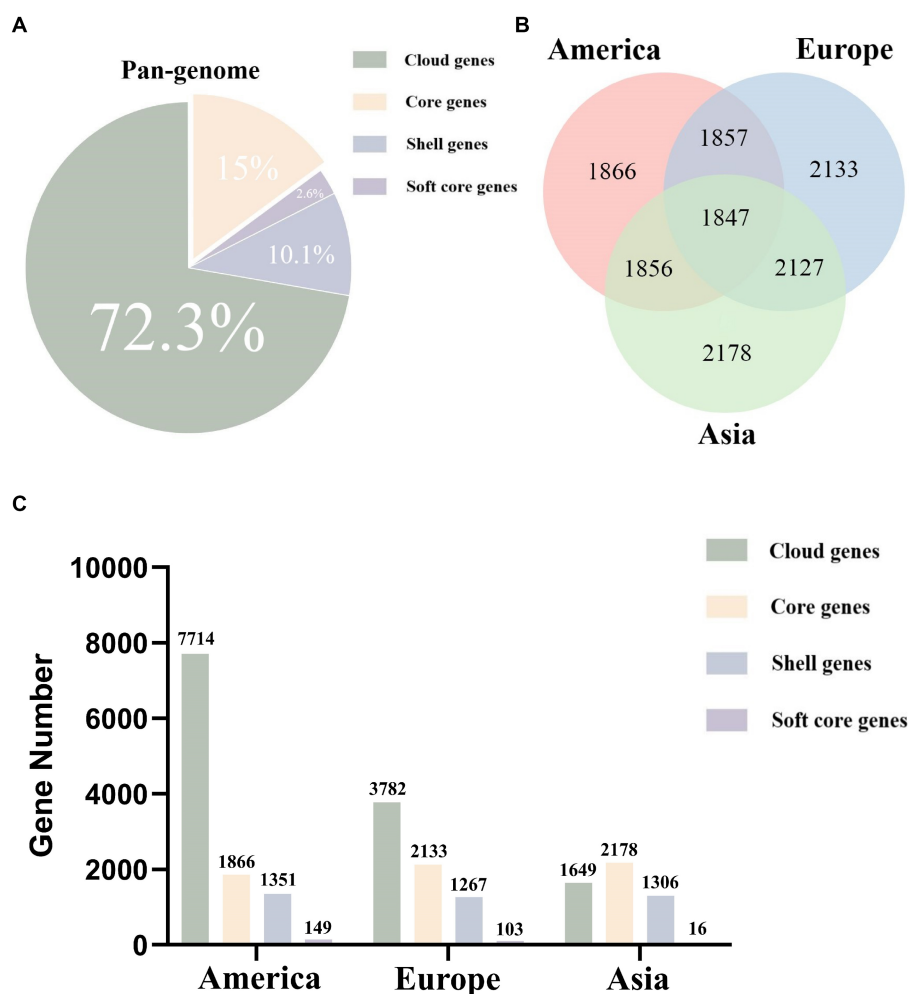 A
Pan-genome
Cloud genes
Core genes
Shell genes
Soft core genes
15%
2.6%
10.1%
72.3%
B
America
Europe
1857
1866
2133
1847
1856
2127
2178
Asia
C
10000
8000
6000
4000
2000
0
Gene Number
7714
1866
1351
149
3782
2133
1267
103
1649
2178
1306
16
America
Europe
Asia
Cloud genes
Core genes
Shell genes
Soft core genes